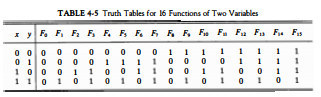 TABLE 4-5 Truth Tables for 16 Functions of Two Variables
x y F0 F1 F2 F3 F4 F5 F6 F7 F8 F9 F10 F11 F12 F13 F14 F15
0 0 0 0 0 0 0 0 0 0 1 1 1 1 1 1 1 1
0 1 0 0 0 0 1 1 1 1 0 0 0 0 1 1 1 1
1 0 0 0 1 1 0 0 1 1 0 0 1 1 0 0 1 1
1 1 0 1 0 1 0 1 0 1 0 1 0 1 0 1 0 1